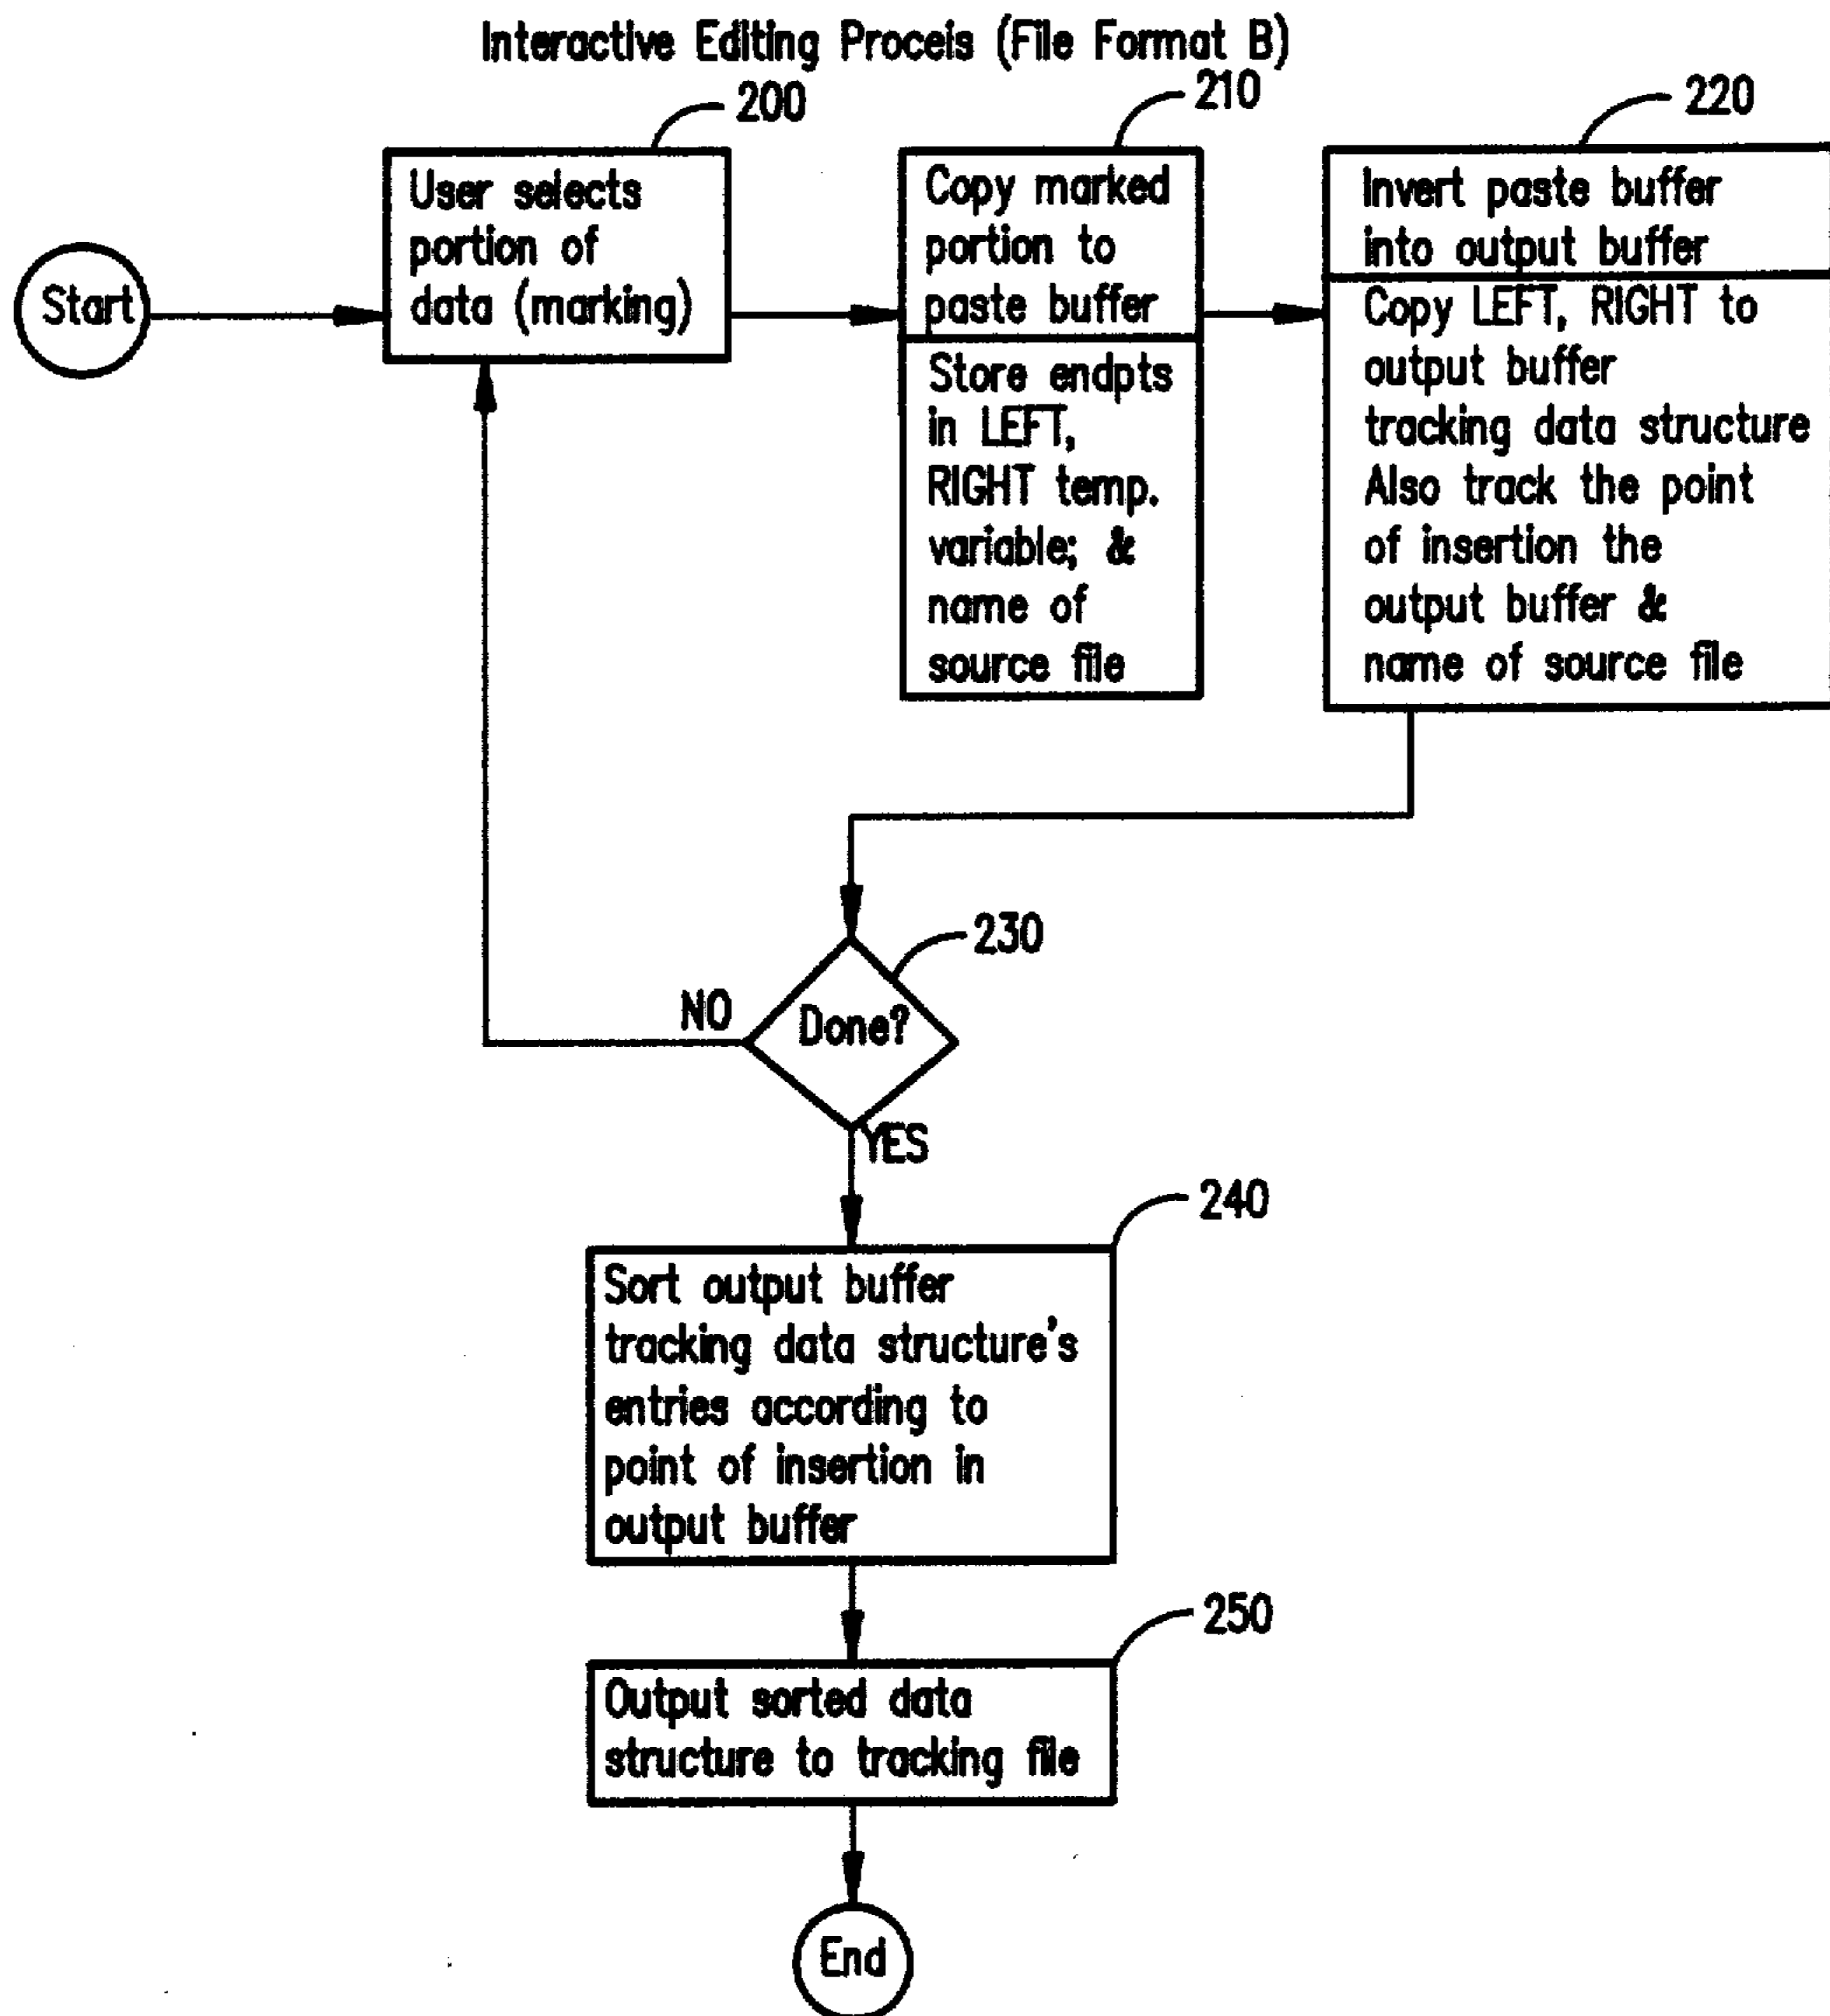 Interactive Editing Proceis (File Format B)
200
210
220
Start
User selects
portion of
data (marking)
Copy marked
portion to
paste buffer
Store endpts
in LEFT,
RIGHT temp.
variable; &
name of
source file
Invert paste buffer
into output buffer
Copy LEFT, RIGHT to
output buffer
tracking data structure
Also track the point
of insertion the
output buffer &
name of source file
230
NO
Done?
YES
240
Sort output buffer
tracking data structure's
entries according to
point of insertion in
output buffer
250
Output sorted data
structure to tracking file
End